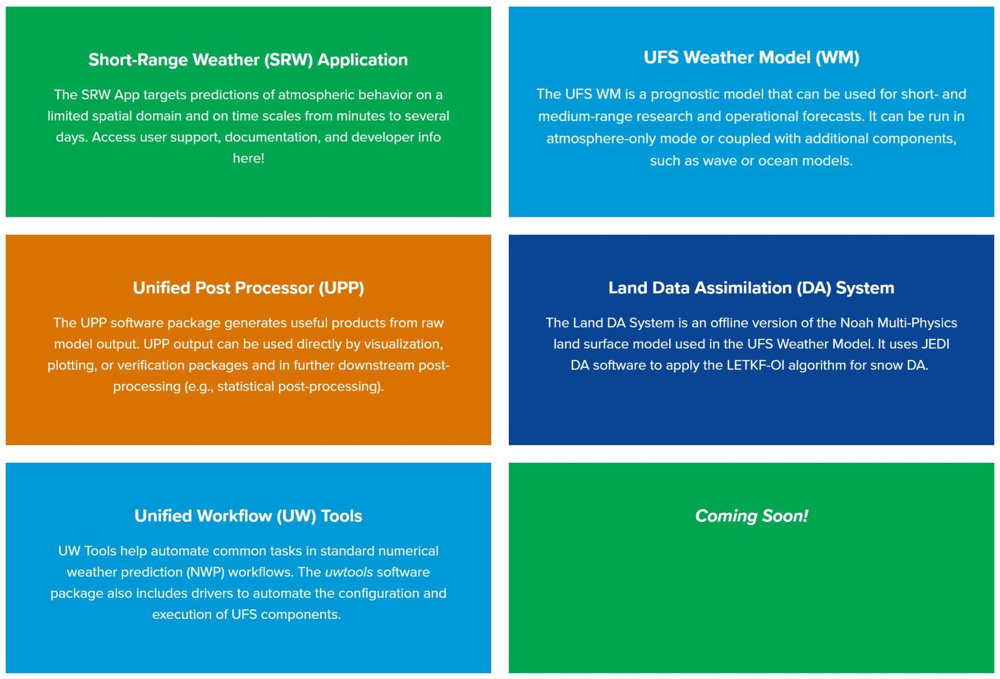 Short-Range Weather (SRW) Application
The SRW App targets predictions of atmospheric behavior on a
limited spatial domain and on time scales from minutes to several
days. Access user support, documentation, and developer info
here!
UFS Weather Model (WM)
The UFS WM is a prognostic model that can be used for short- and
medium-range research and operational forecasts. It can be run in
atmosphere-only mode or coupled with additional components,
such as wave or ocean models.
Unified Post Processor (UPP)
The UPP software package generates useful products from raw
model output. UPP output can be used directly by visualization,
plotting, or verification packages and in further downstream post-
processing (e.g., statistical post-processing).
Land Data Assimilation (DA) System
The Land DA System is an offline version of the Noah Multi-Physics
land surface model used in the UFS Weather Model. It uses JEDI
DA software to apply the LETKF-OI algorithm for snow DA.
Unified Workflow (UW) Tools
UW Tools help automate common tasks in standard numerical
weather prediction (NWP) workflows. The uwtools software
package also includes drivers to automate the configuration and
execution of UFS components.
Coming Soon!